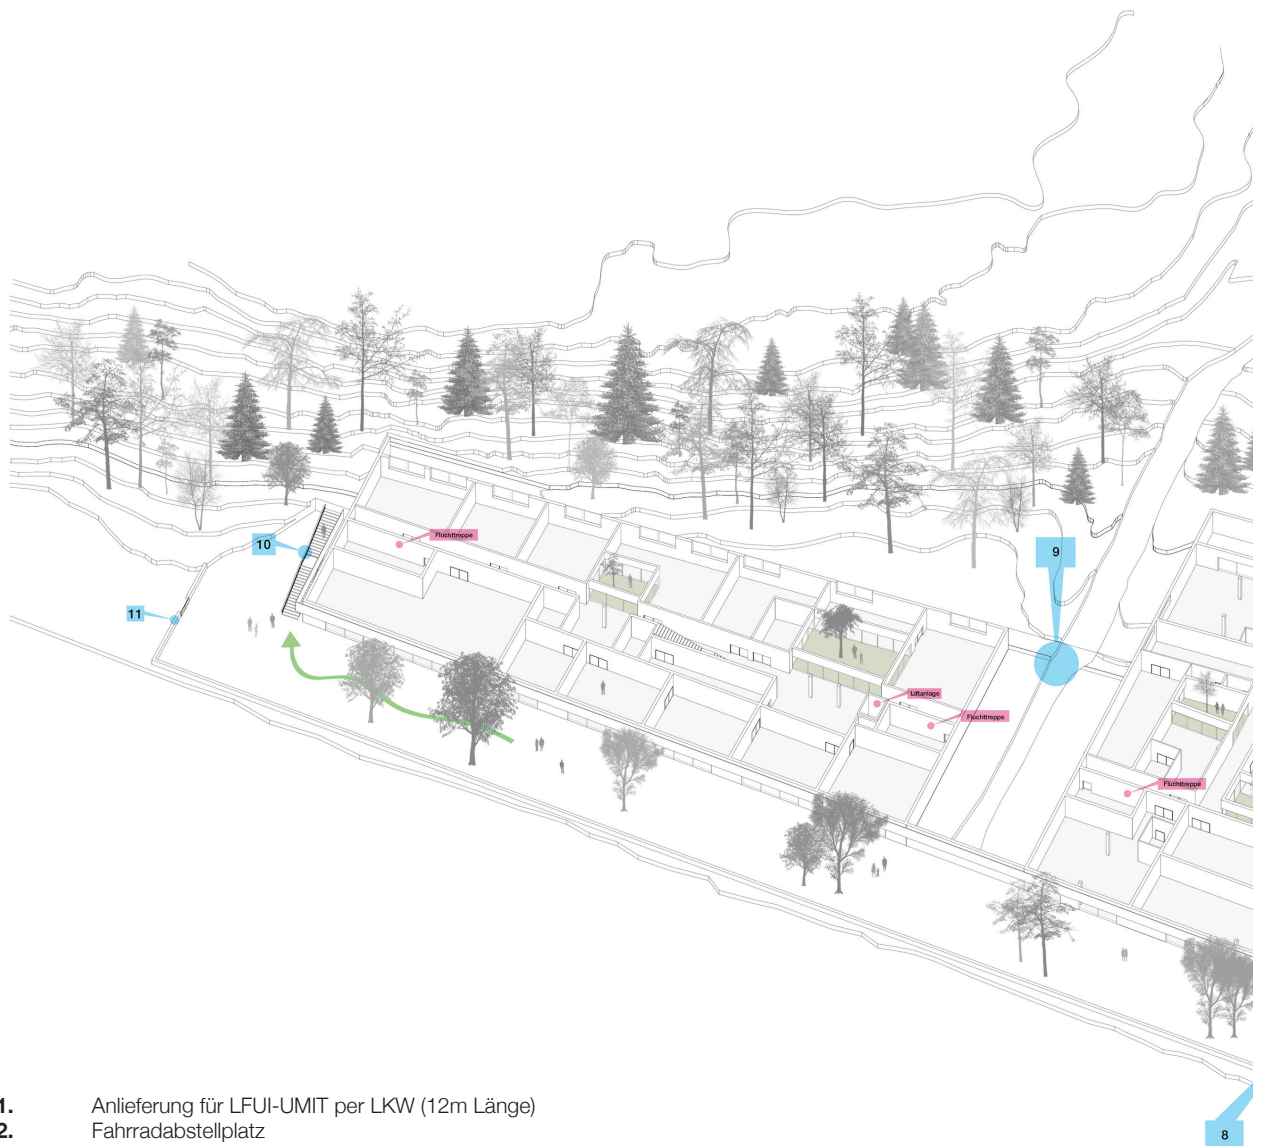 Fluchttreppe
10
9
11
Liftanlage
Fluchttreppe
Fluchttreppe
1. Anlieferung für LFUI-UMIT per LKW (12m Länge)
2. Fahrradabstellplatz
8